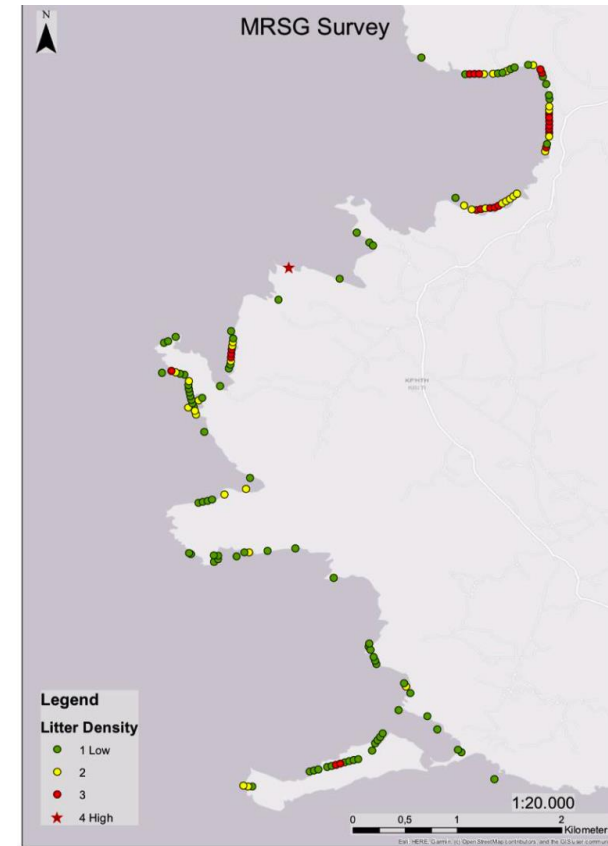 N
MRSG Survey
ΚΡΗΤΗ
Legend
Litter Density
1 Low
2
3
4 High
1:20.000
0 0,5 1 2
Kilometer